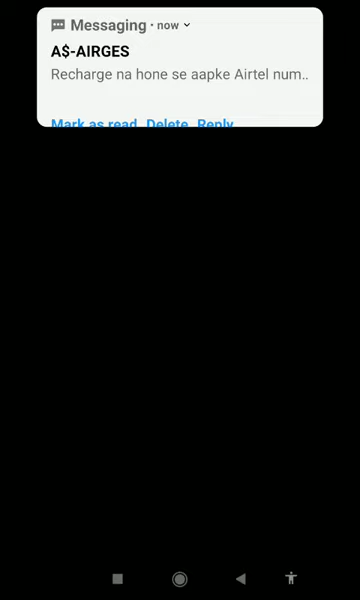 Messaging • now
A$-AIRGES
Recharge na hone se aapke Airtel num..
Mark as read Delete Reply